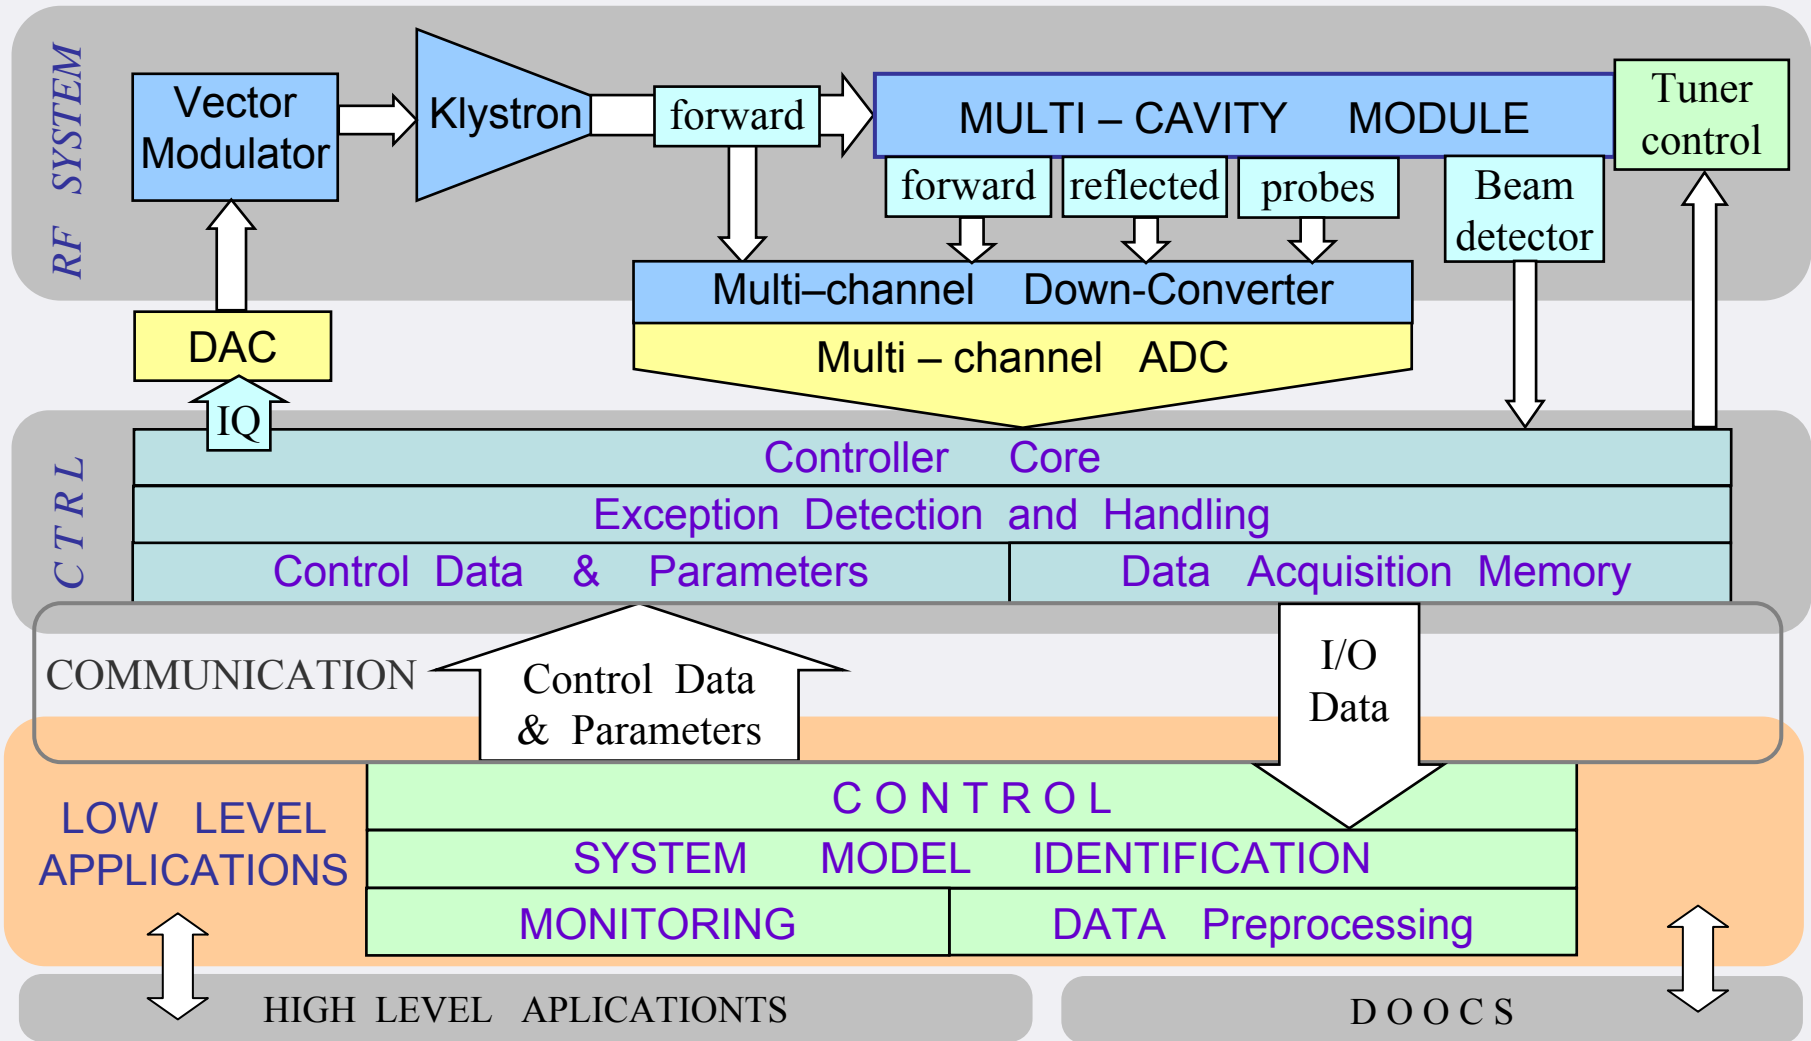 RF SYSTEM
Vector
Modulator
Klystron
forward
MULTI – CAVITY MODULE
Tuner
control
forward
reflected
probes
Beam
detector
Multi–channel Down-Converter
DAC
Multi – channel ADC
IQ
CTRL
Controller Core
Exception Detection and Handling
Control Data & Parameters
Data Acquisition Memory
COMMUNICATION
Control Data
& Parameters
I/O
Data
LOW LEVEL
APPLICATIONS
CONTROL
SYSTEM MODEL IDENTIFICATION
MONITORING
DATA Preprocessing
HIGH LEVEL APLICATIONTS
DOOCS